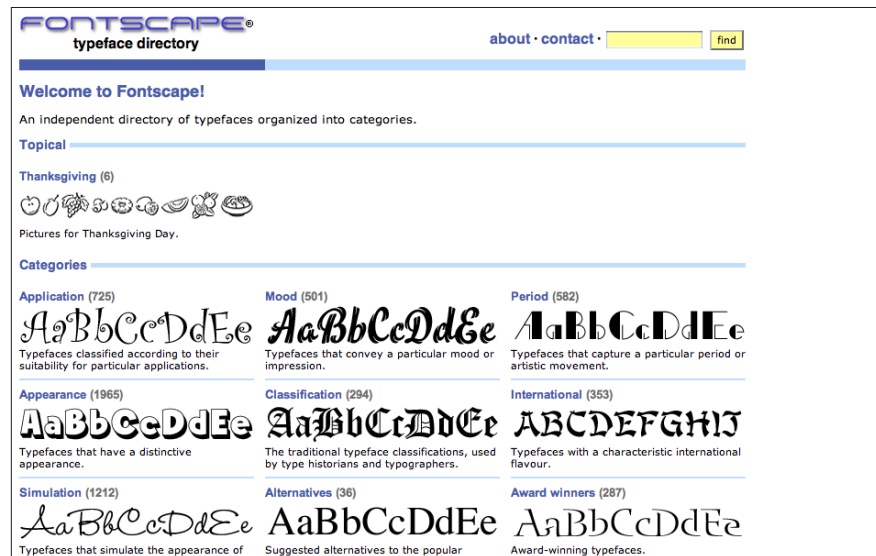 FONTSCAPE®
typeface directory
about · contact ·
find
Welcome to Fontscape!
An independent directory of typefaces organized into categories.
Topical
Thanksgiving (6)
Pictures for Thanksgiving Day.
Categories
Application (725)
AaBbCcDdEe
Typefaces classified according to their
suitability for particular applications.
Mood (501)
AaBbCcDdEe
Typefaces that convey a particular mood or
impression.
Period (582)
AaBbCcDdEe
Typefaces that capture a particular period or
artistic movement.
Appearance (1965)
AaBbCcDdEe
Typefaces that have a distinctive
appearance.
Classification (294)
AaBbCcDdEe
The traditional typeface classifications, used
by type historians and typographers.
International (353)
ABCDEFGHIJ
Typefaces with a characteristic international
flavour.
Simulation (1212)
AaBbCcDdEe
Typefaces that simulate the appearance of
Alternatives (36)
AaBbCcDdEe
Suggested alternatives to the popular
Award winners (287)
AaBbCcDdEe
Award-winning typefaces.